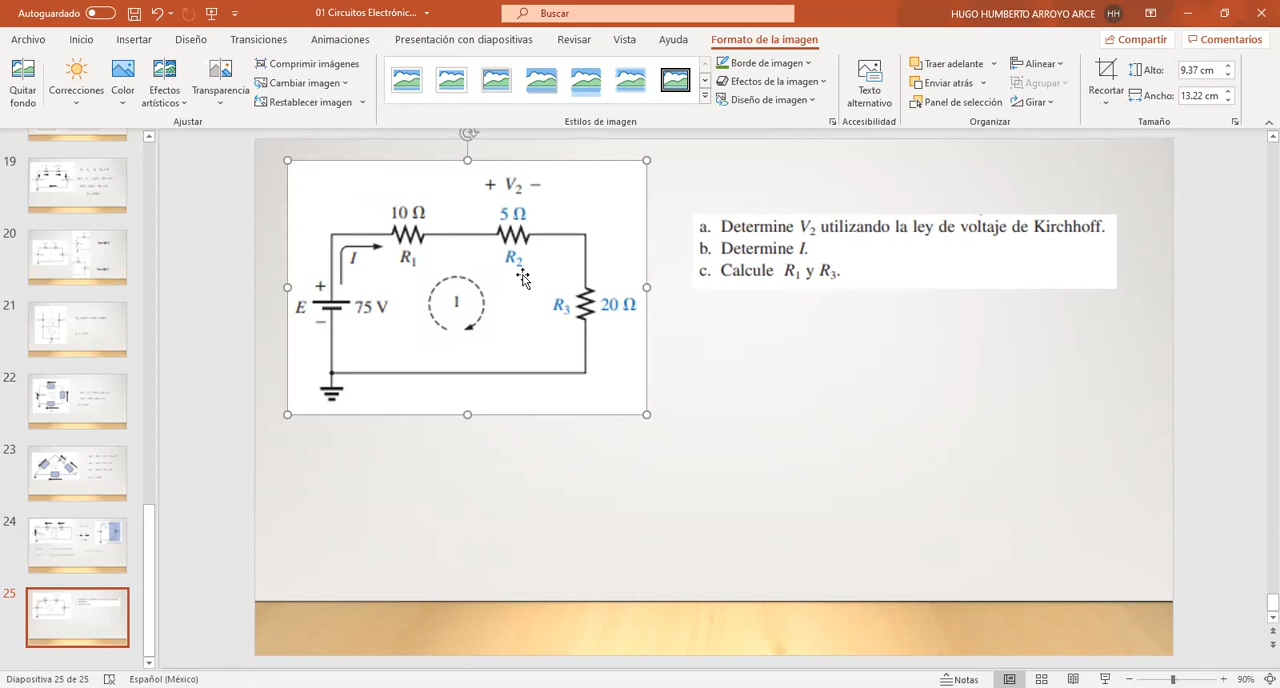 Autoguardado
01 Circuitos Electrónic...
Buscar
HUGO HUMBERTO ARROYO ARCE HH
Archivo Inicio Insertar Diseño Transiciones Animaciones Presentación con diapositivas Revisar Vista Ayuda Formato de la imagen Compartir Comentarios
Quitar fondo
Correcciones
Color
Efectos artísticos
Transparencia
Comprimir imágenes
Cambiar imagen
Restablecer imagen
Ajustar
Estilos de imagen
Borde de imagen
Efectos de la imagen
Diseño de imagen
Texto alternativo
Accesibilidad
Traer adelante
Enviar atrás
Panel de selección
Alinear
Agrupar
Girar
Organizar
Recortar
Alto: 9.37 cm
Ancho: 13.22 cm
Tamaño
19
20
21
22
23
24
25
+ V₂ −
10 Ω 5 Ω
I R₁ R₂
+
E 75 V 1 R₃ 20 Ω
−
a. Determine V₂ utilizando la ley de voltaje de Kirchhoff.
b. Determine I.
c. Calcule R₁ y R₃.
Diapositiva 25 de 25 Español (México) Notas 90%